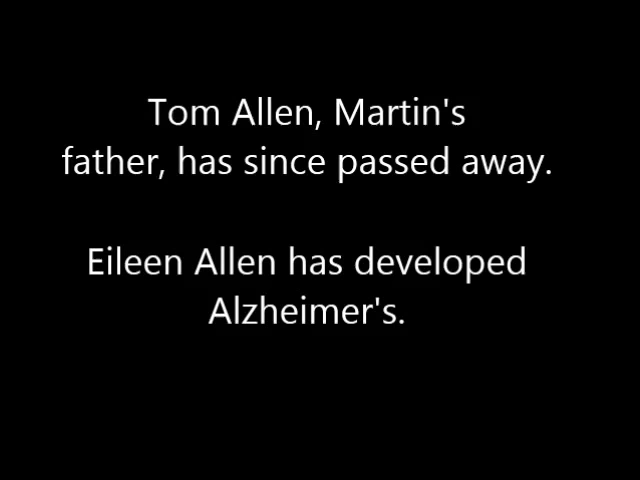 Tom Allen, Martin's
father, has since passed away.
Eileen Allen has developed
Alzheimer's.